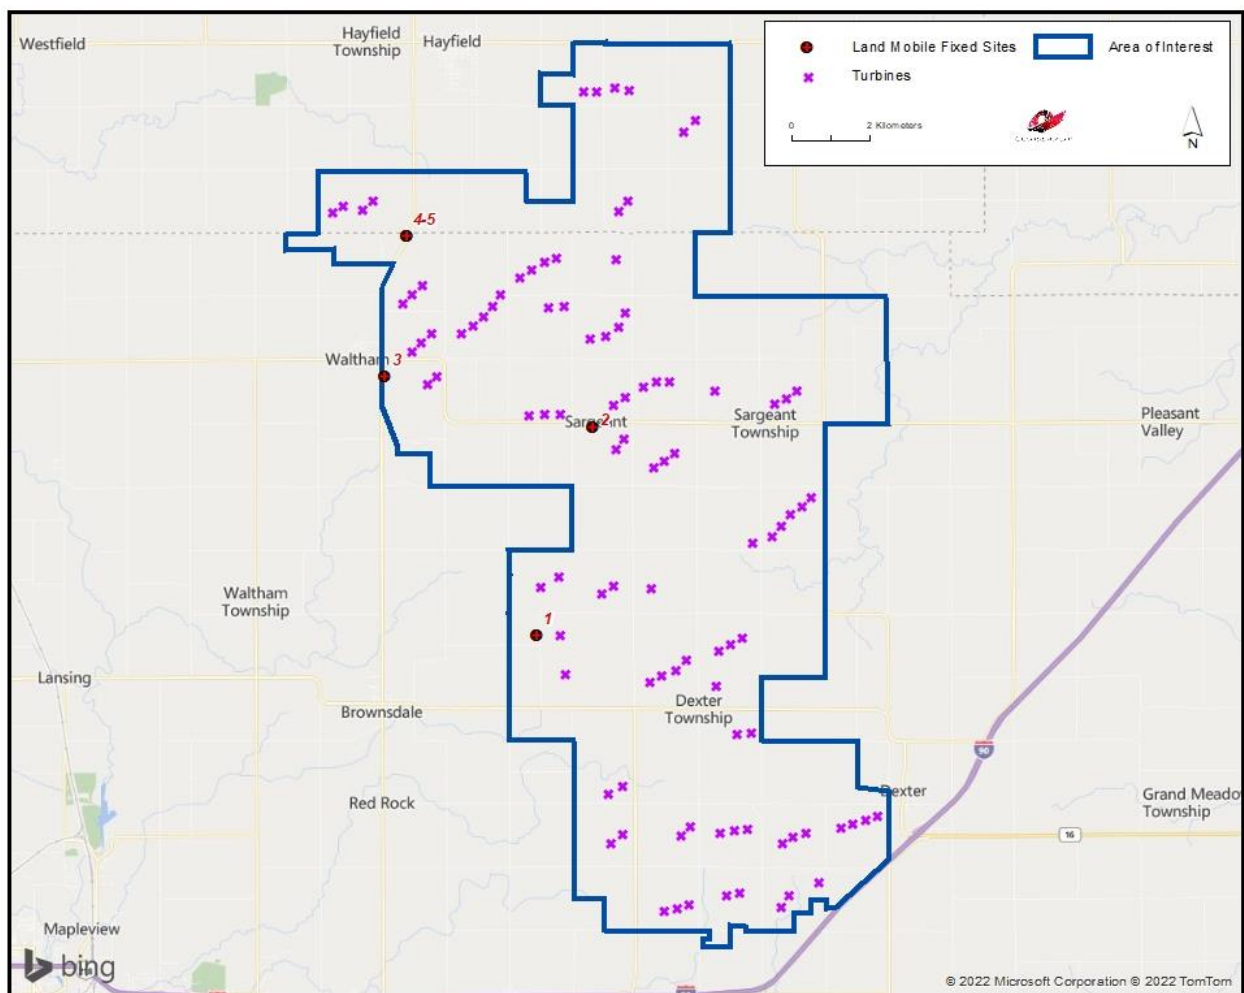 Westfield
Hayfield
Township
Hayfield
Land Mobile Fixed Sites
Area of Interest
Turbines
0
2 Kilometers
N
4-5
Waltham
3
Sargeant
2
Sargeant
Township
Pleasant
Valley
Waltham
Township
1
Lansing
Brownsdale
Dexter
Township
90
Red Rock
Dexter
Grand Meado
Township
16
Mapleview
bing
© 2022 Microsoft Corporation © 2022 TomTom